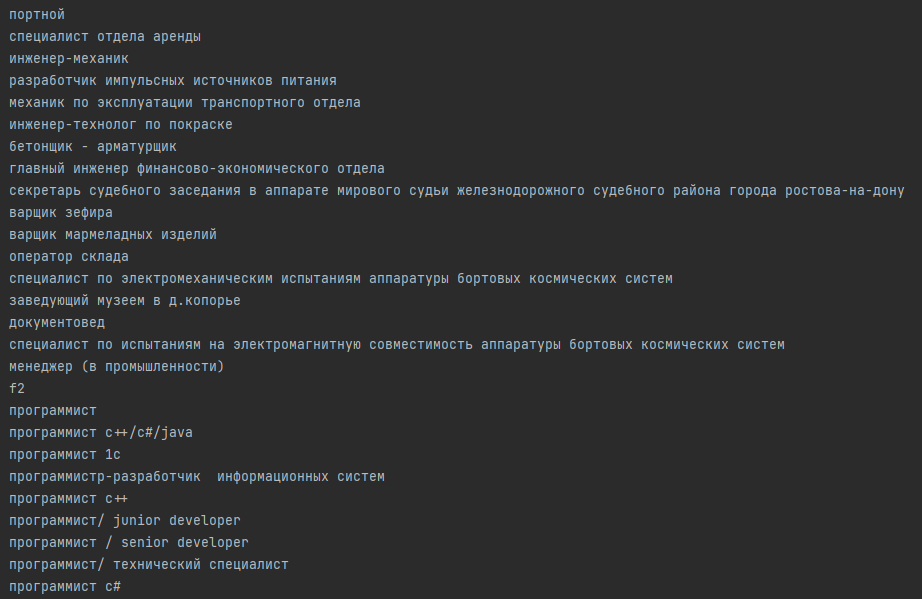 портной
специалист отдела аренды
инженер-механик
разработчик импульсных источников питания
механик по эксплуатации транспортного отдела
инженер-технолог по покраске
бетонщик - арматурщик
главный инженер финансово-экономического отдела
секретарь судебного заседания в аппарате мирового судьи железнодорожного судебного района города ростова-на-дону
варщик зефира
варщик мармеладных изделий
оператор склада
специалист по электромеханическим испытаниям аппаратуры бортовых космических систем
заведующий музеем в д.копорье
документовед
специалист по испытаниям на электромагнитную совместимость аппаратуры бортовых космических систем
менеджер (в промышленности)
f2
программист
программист c++/c#/java
программист 1с
программистр-разработчик  информационных систем
программист c++
программист/ junior developer
программист / senior developer
программист/ технический специалист
программист c#